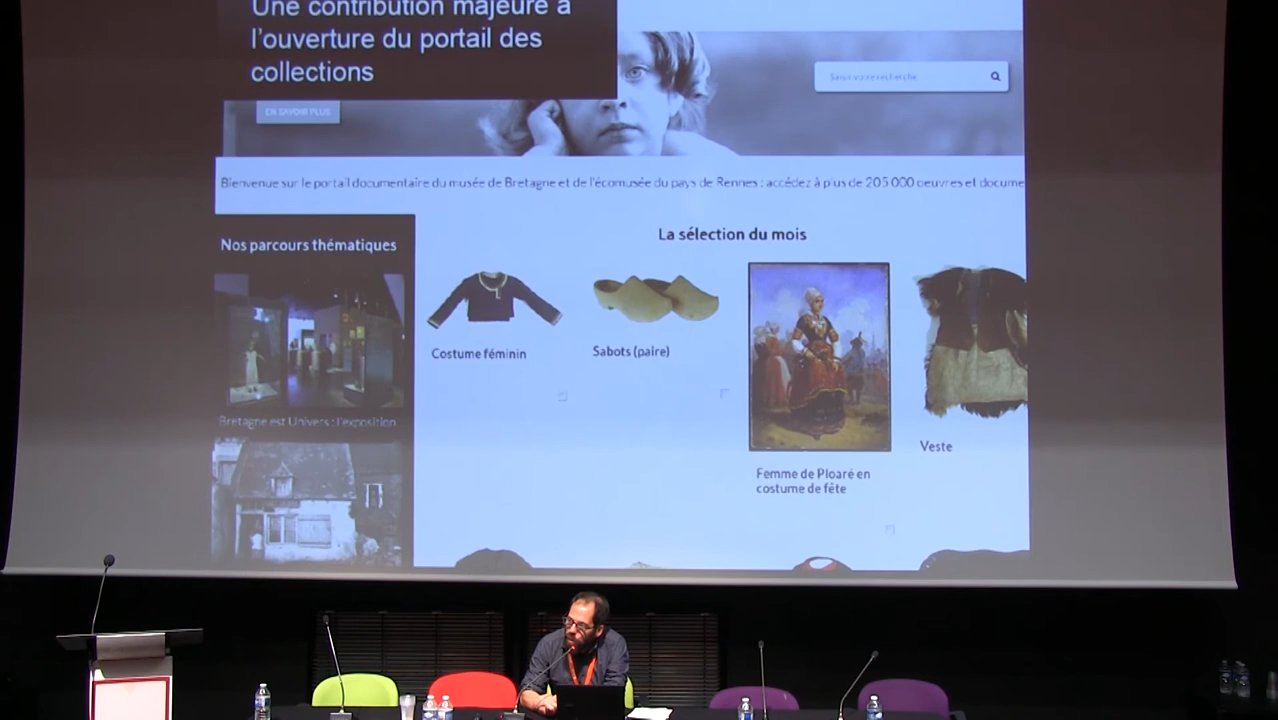 Une contribution majeure à
l'ouverture du portail des
collections
Saisir votre recherche
EN SAVOIR PLUS
Bienvenue sur le portail documentaire du musée de Bretagne et de l'écomusée du pays de Rennes : accédez à plus de 205 000 oeuvres et docume
Nos parcours thématiques
La sélection du mois
Costume féminin
Sabots (paire)
Bretagne est Univers : l'exposition
Veste
Femme de Ploaré en
costume de fête